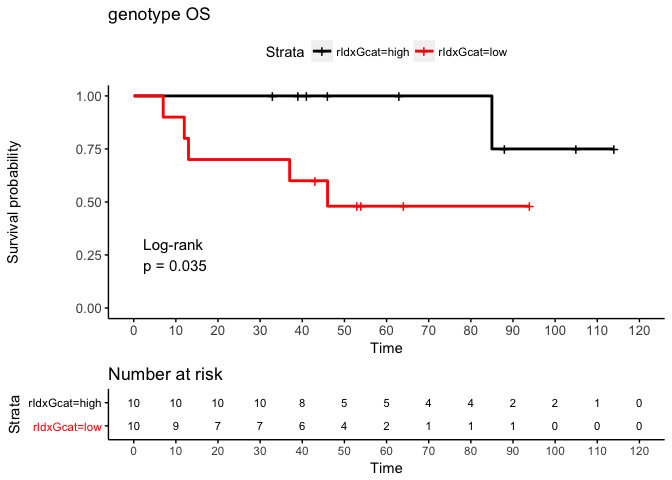 genotype OS
Strata rIdxGcat=high rIdxGcat=low
Survival probability
1.00
0.75
0.50
0.25
0.00
Log-rank
p = 0.035
0 10 20 30 40 50 60 70 80 90 100 110 120
Time
Number at risk
Strata
rIdxGcat=high 10 10 10 10 8 5 5 4 4 2 2 1 0
rIdxGcat=low 10 9 7 7 6 4 2 1 1 1 0 0 0
0 10 20 30 40 50 60 70 80 90 100 110 120
Time